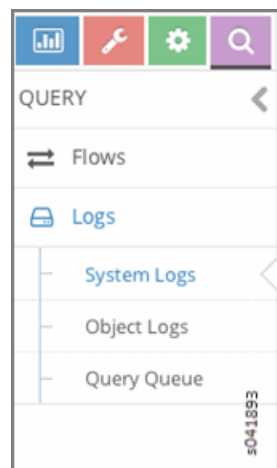 QUERY
Flows
Logs
System Logs
Object Logs
Query Queue
s041893